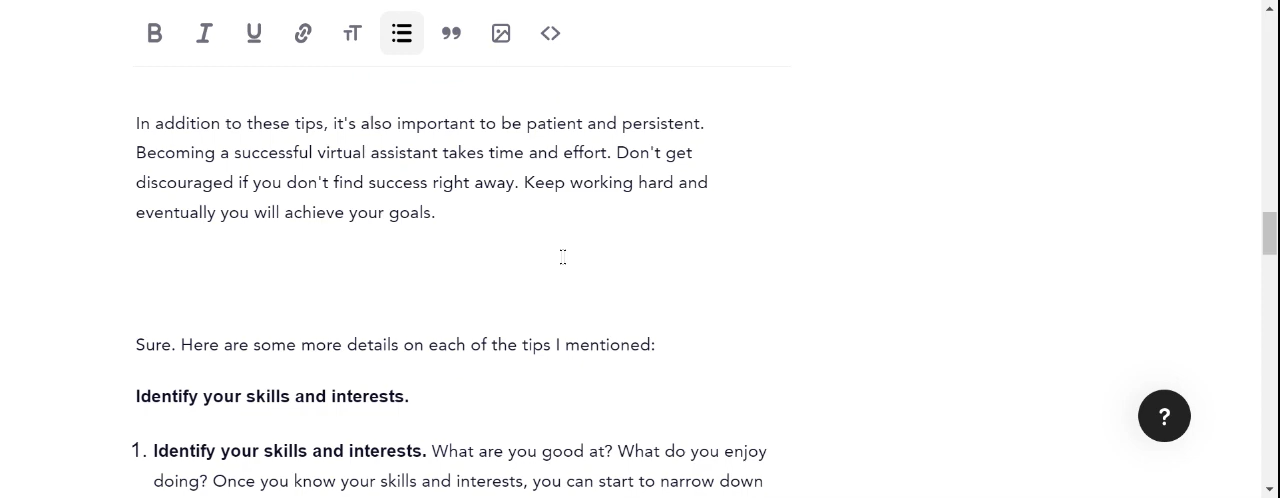 B I U TT
In addition to these tips, it's also important to be patient and persistent.
Becoming a successful virtual assistant takes time and effort. Don't get
discouraged if you don't find success right away. Keep working hard and
eventually you will achieve your goals.
Sure. Here are some more details on each of the tips I mentioned:
Identify your skills and interests.
1. Identify your skills and interests. What are you good at? What do you enjoy
doing? Once you know your skills and interests, you can start to narrow down
?